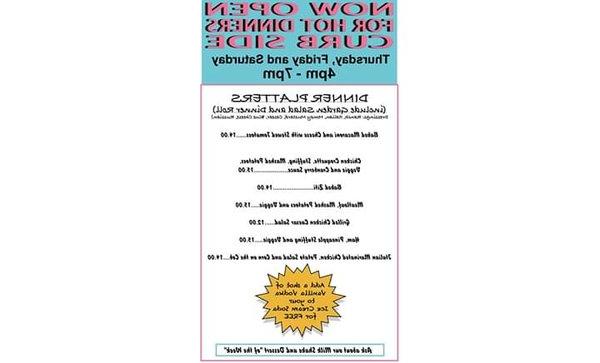 NOW OPEN
FOR HOT DINNERS
CURB SIDE
Thursday, Friday and Saturday
4pm - 7pm
DINNER PLATTERS
(include Garden Salad and Dinner Roll)
Baked Macaroni and Cheese with Stewed Tomatoes......14.00
Chicken Croquette, Stuffing, Mashed Potatoes,
Veggie and Cranberry Sauce..................15.00
Baked Ziti..................14.00
Meatloaf, Mashed Potatoes and Veggie.....15.00
Grilled Chicken Caesar Salad......12.00
Ham, Pineapple Stuffing and Veggie.....15.00
Italian Marinated Chicken, Potato Salad and Corn on the Cob...14.00
Add a shot of
Vanilla Vodka
to your
Ice Cream Soda
for FREE
Ask about our Milk Shake and Dessert "of the Week"